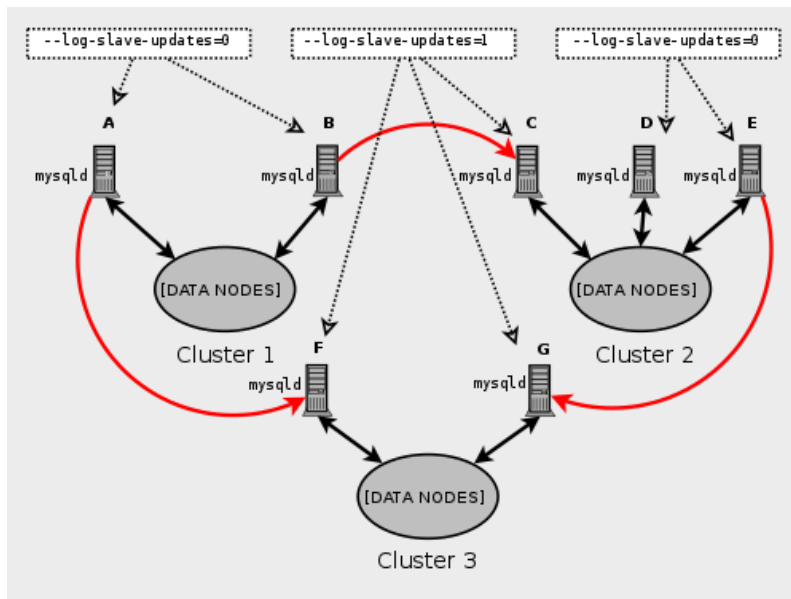 --log-slave-updates=0 --log-slave-updates=1 --log-slave-updates=0
A B C D E
mysqld mysqld mysqld mysqld mysqld
[DATA NODES] [DATA NODES]
Cluster 1 Cluster 2
F G
mysqld mysqld
[DATA NODES]
Cluster 3